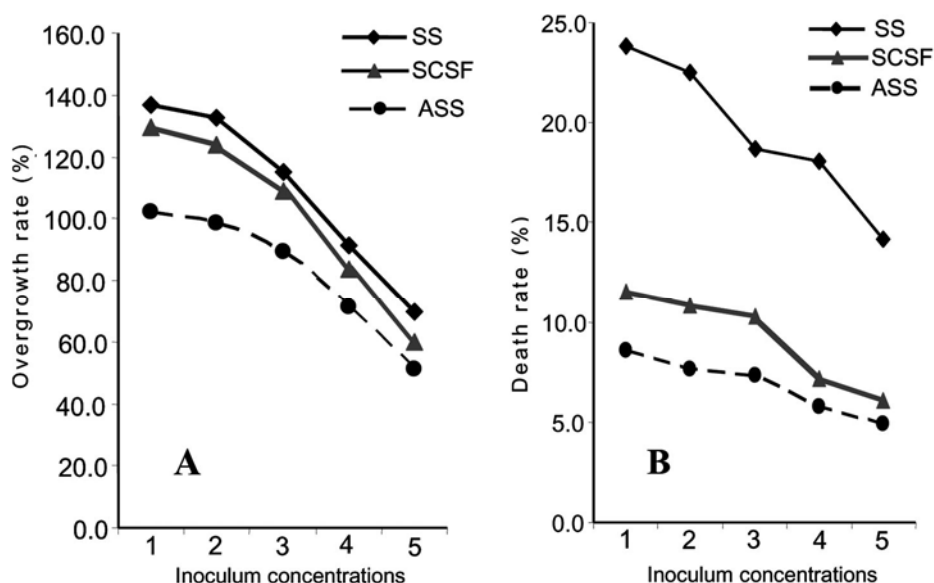 160.0
140.0
120.0
100.0
80.0
60.0
40.0
20.0
0.0
Overgrowth rate (%)
SS
SCSF
ASS
A
1 2 3 4 5
Inoculum concentrations
25.0
20.0
15.0
10.0
5.0
0.0
Death rate (%)
SS
SCSF
ASS
B
1 2 3 4 5
Inoculum concentrations